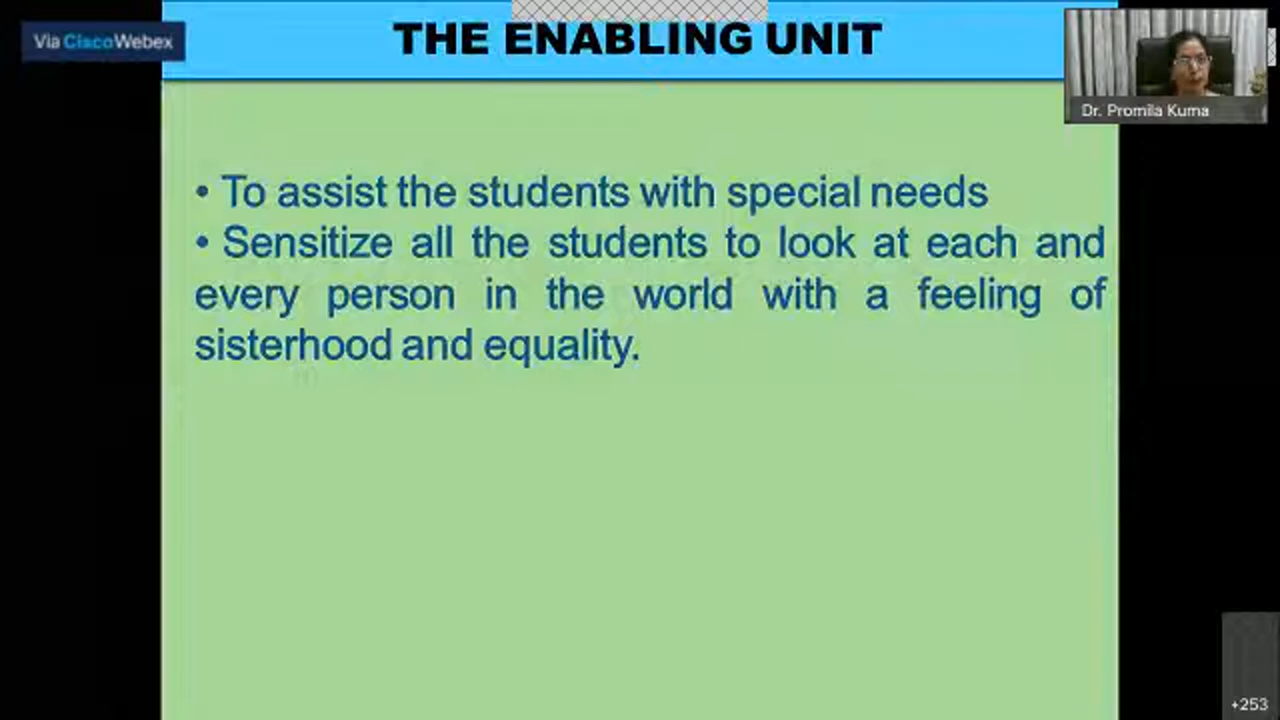 Via CiscoWebex
THE ENABLING UNIT
Dr. Promila Kuma
• To assist the students with special needs
• Sensitize all the students to look at each and
every person in the world with a feeling of
sisterhood and equality.
+253